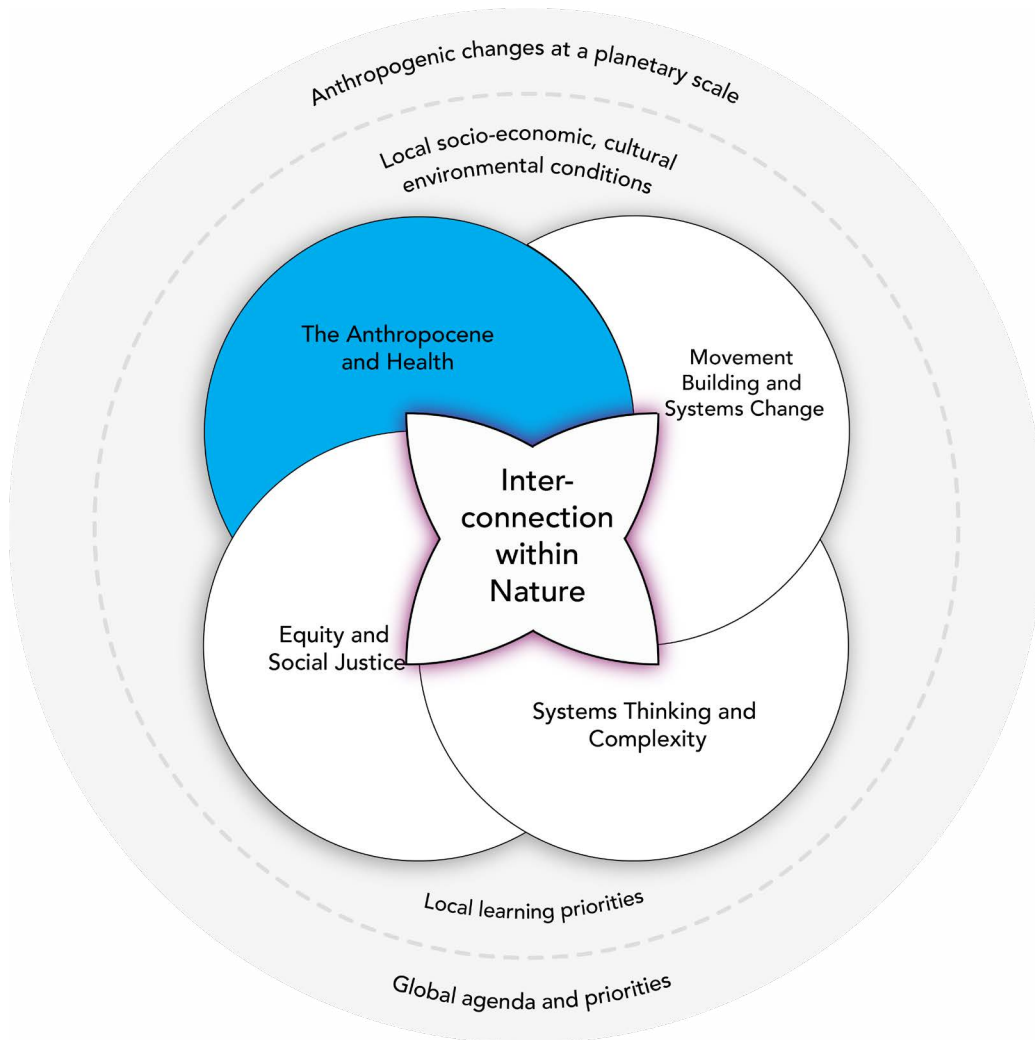 Anthropogenic changes at a planetary scale
Local socio-economic, cultural
environmental conditions
The Anthropocene
and Health
Movement
Building and
Systems Change
Inter-
connection
within
Nature
Equity and
Social Justice
Systems Thinking and
Complexity
Local learning priorities
Global agenda and priorities